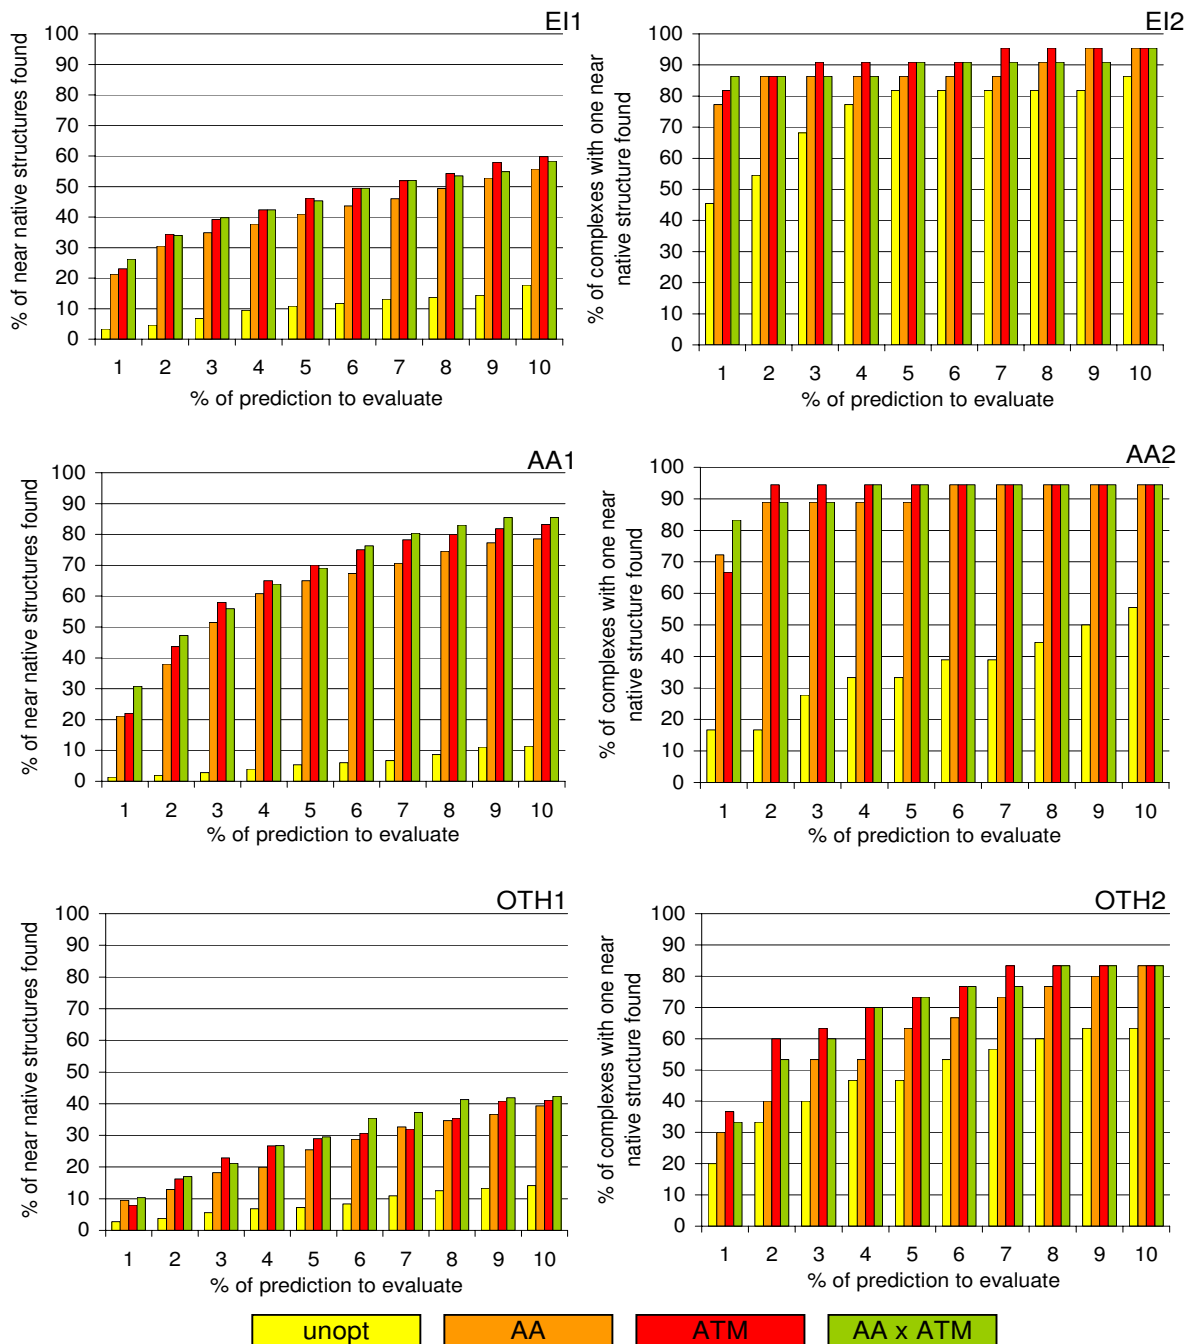 EI1
% of near native structures found
100
90
80
70
60
50
40
30
20
10
0
1 2 3 4 5 6 7 8 9 10
% of prediction to evaluate
EI2
% of complexes with one near
native structure found
100
90
80
70
60
50
40
30
20
10
0
1 2 3 4 5 6 7 8 9 10
% of prediction to evaluate
AA1
% of near native structures found
100
90
80
70
60
50
40
30
20
10
0
1 2 3 4 5 6 7 8 9 10
% of prediction to evaluate
AA2
% of complexes with one near
native structure found
100
90
80
70
60
50
40
30
20
10
0
1 2 3 4 5 6 7 8 9 10
% of prediction to evaluate
OTH1
% of near native structures found
100
90
80
70
60
50
40
30
20
10
0
1 2 3 4 5 6 7 8 9 10
% of prediction to evaluate
OTH2
% of complexes with one near
native structure found
100
90
80
70
60
50
40
30
20
10
0
1 2 3 4 5 6 7 8 9 10
% of prediction to evaluate
unopt AA ATM AA x ATM